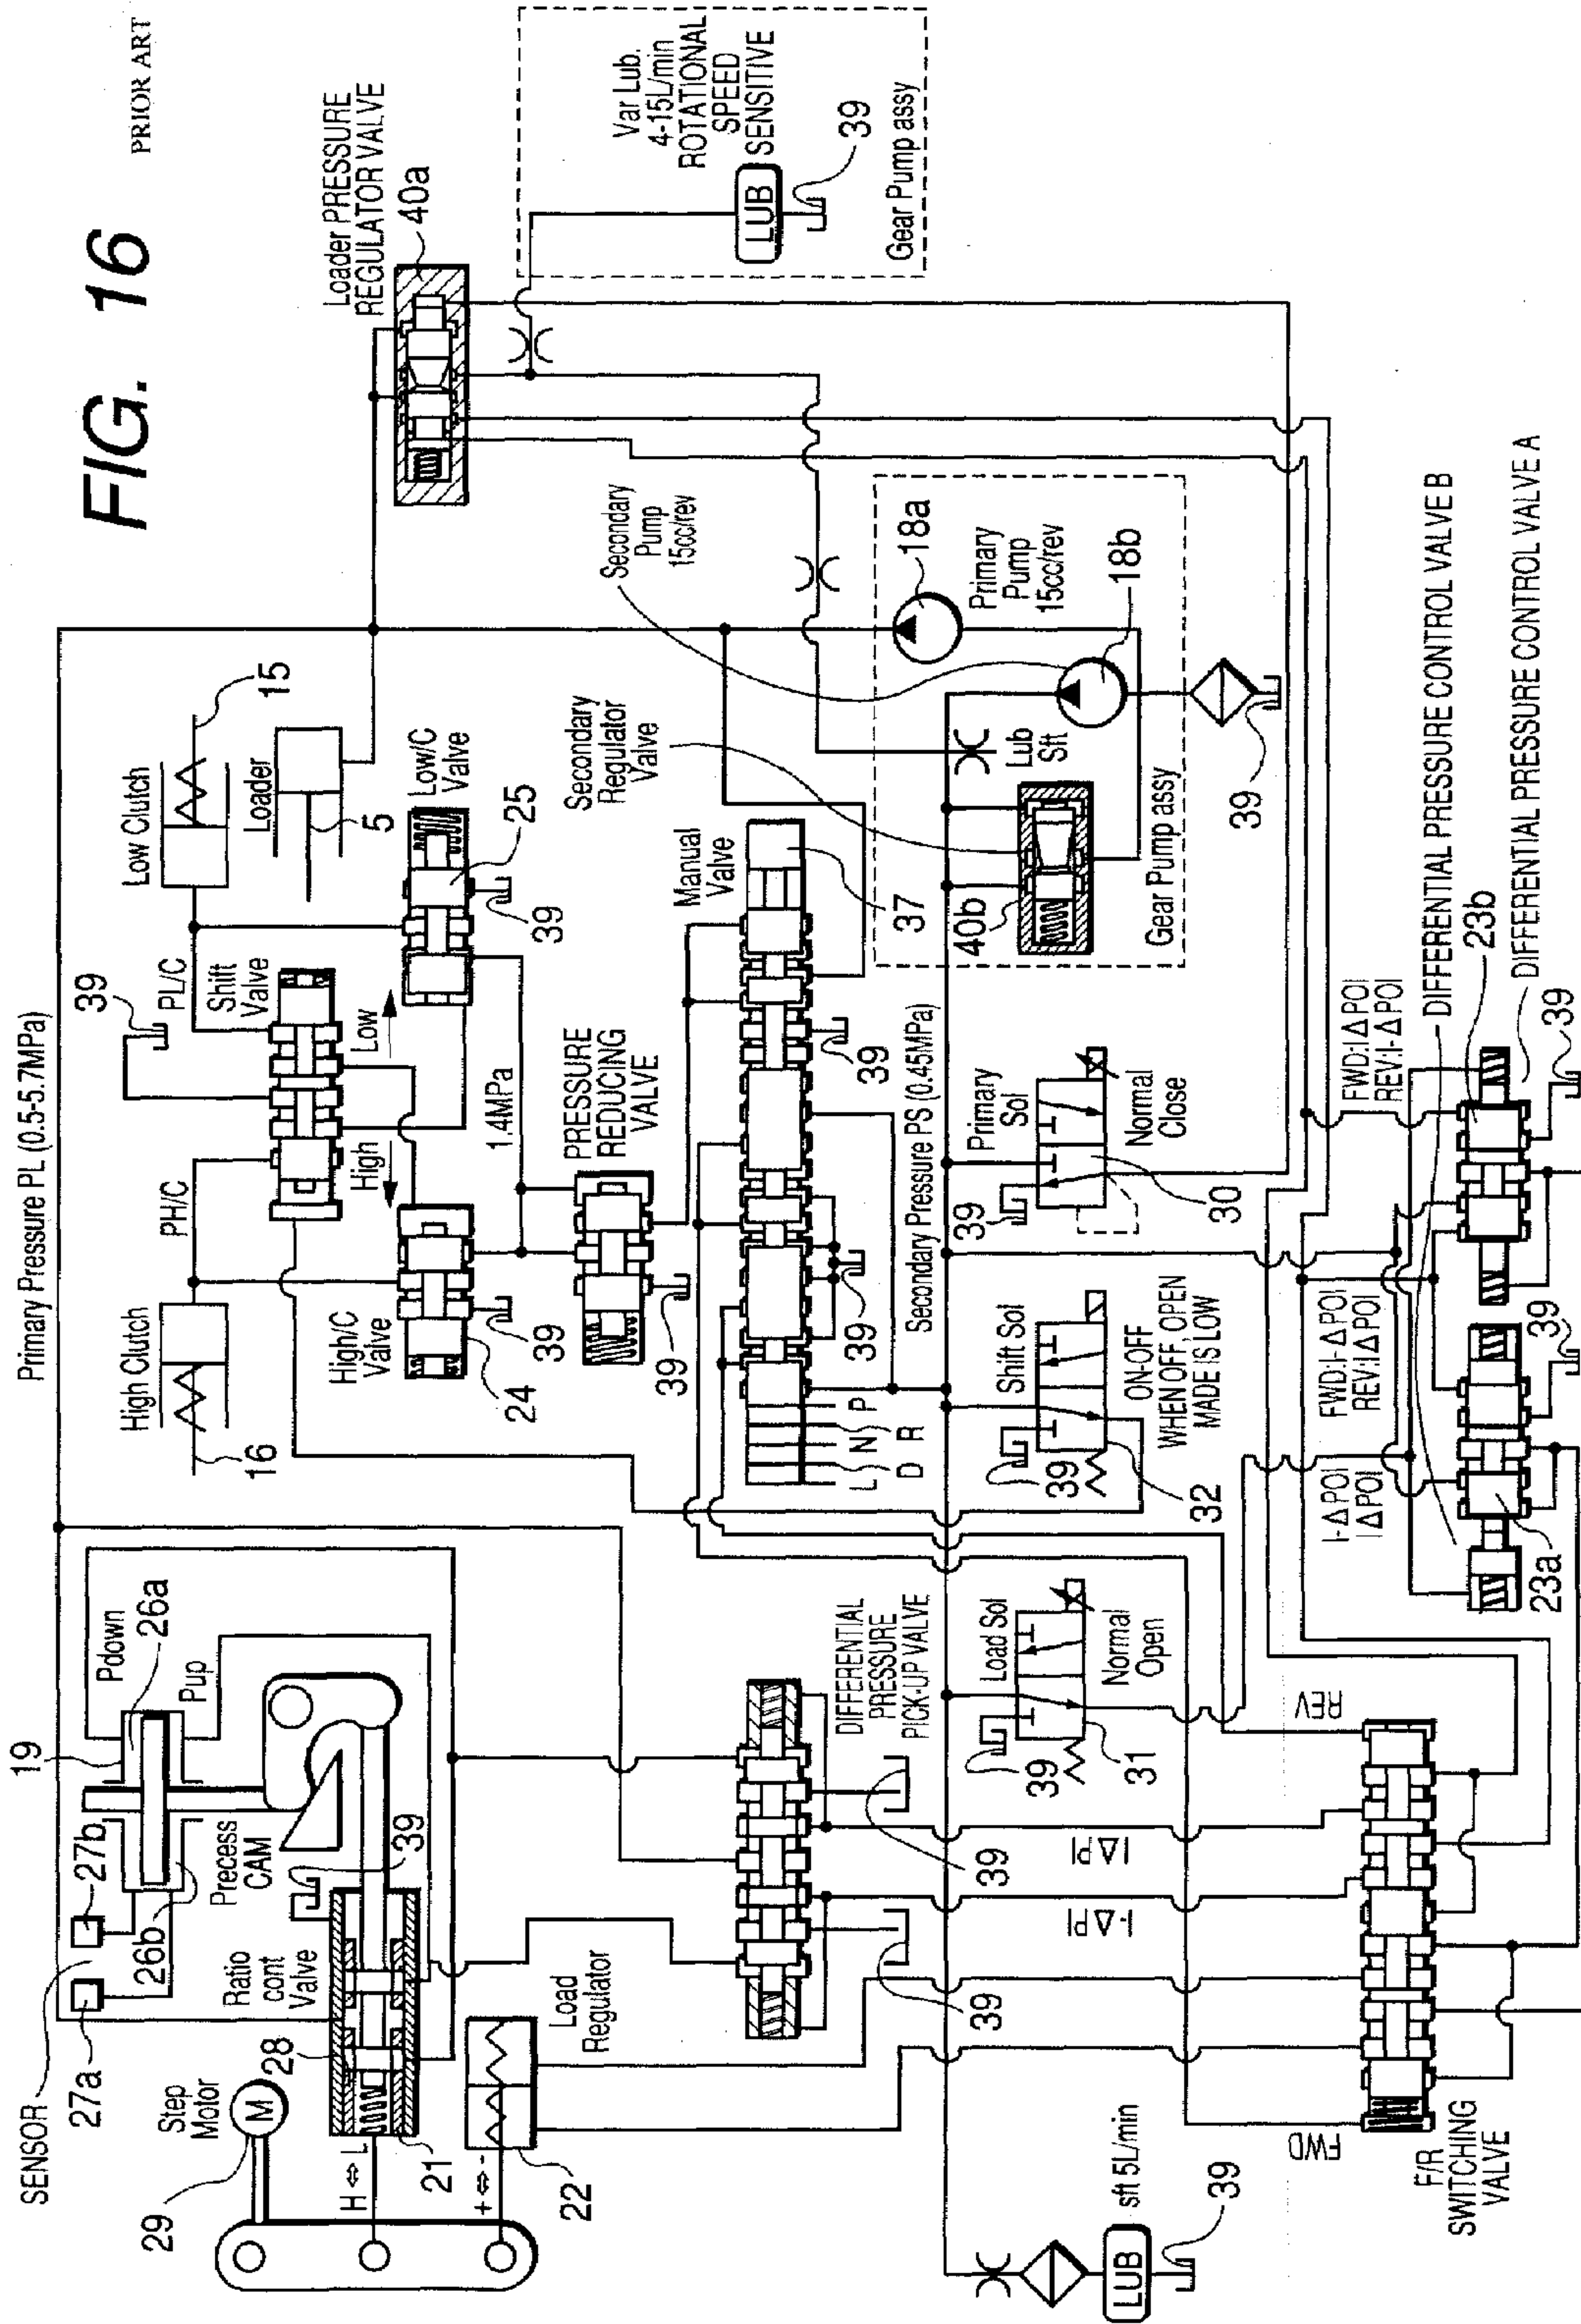 FIG. 16
PRIOR ART
Primary Pressure PL (0.5-5.7MPa)
SENSOR
19
27a
27b
26b
26a
Pdown
Pup
Precess
CAM
39
Step
Motor
29
M
28
Ratio
cont
Valve
H ⇔ L
21
+ ⇔ -
22
Load
Regulator
High Clutch
16
PH/C
High/C
Valve
24
39
High
Low
39
PL/C
Shift
Valve
Low Clutch
15
Loader
5
Low/C
Valve
25
39
1.4MPa
PRESSURE
REDUCING
VALVE
39
Secondary
Regulator
Valve
Manual
Valve
37
39
39
L N P
D R
Loader PRESSURE
REGULATOR VALVE
40a
Var Lub.
4-15L/min
ROTATIONAL
SPEED
SENSITIVE
LUB
39
Gear Pump assy
Secondary
Pump
15cc/rev
18a
Primary
Pump
15cc/rev
18b
Lub
Sft
40b
Gear Pump assy
39
DIFFERENTIAL
PRESSURE
PICK-UP VALVE
39
39
I-ΔPI
IΔPI
Secondary Pressure PS (0.45MPa)
Load Sol
39
Normal
Open
31
Shift Sol
39
ON-OFF
WHEN OFF, OPEN
MADE IS LOW
32
Primary
Sol
39
Normal
Close
30
sft 5L/min
LUB
39
FWD
REV
F/R
SWITCHING
VALVE
I-ΔPOI
IΔPOI
FWD:I-ΔPOI
REV:IΔPOI
FWD:IΔPOI
REV:I-ΔPOI
23a
39
23b
39
DIFFERENTIAL PRESSURE CONTROL VALVE B
DIFFERENTIAL PRESSURE CONTROL VALVE A